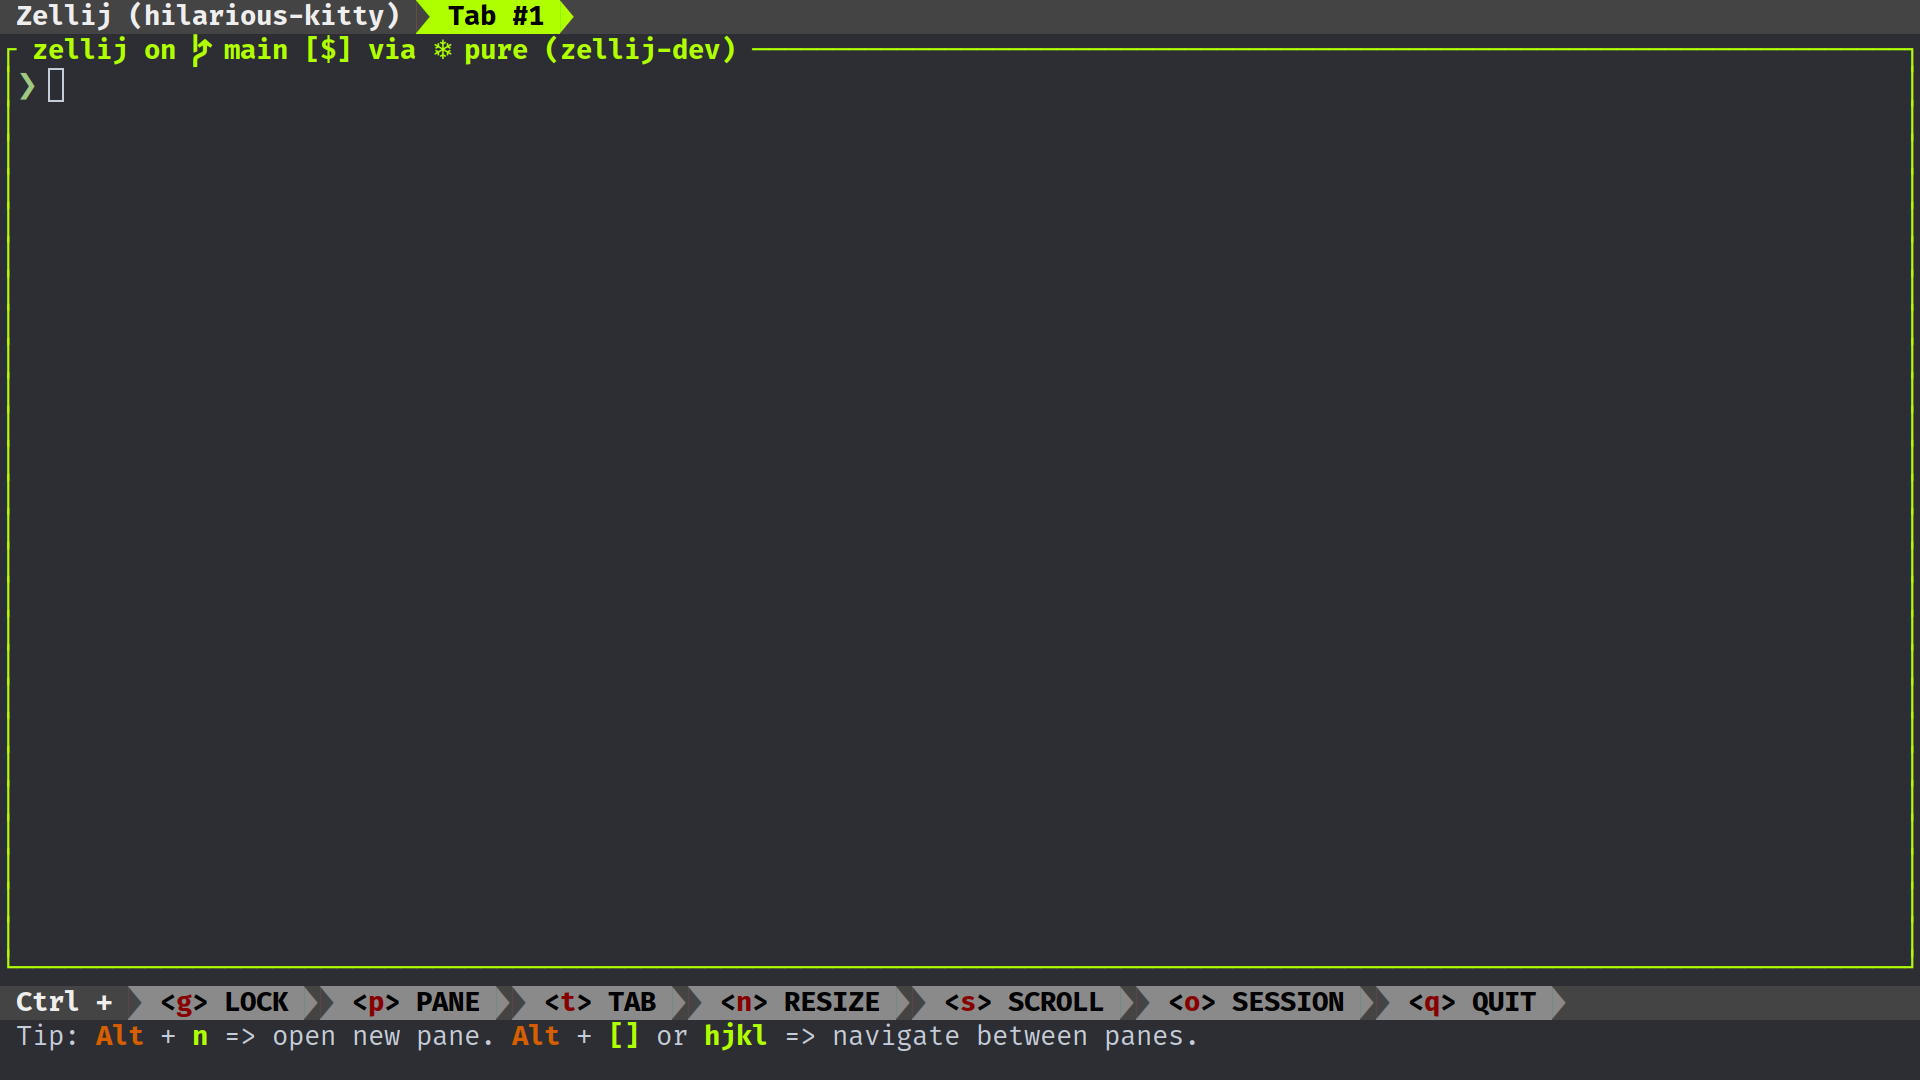 Zellij (hilarious-kitty) Tab #1
zellij on main [$] via ❄ pure (zellij-dev)
❯
Ctrl + <g> LOCK <p> PANE <t> TAB <n> RESIZE <s> SCROLL <o> SESSION <q> QUIT
Tip: Alt + n => open new pane. Alt + [] or hjkl => navigate between panes.